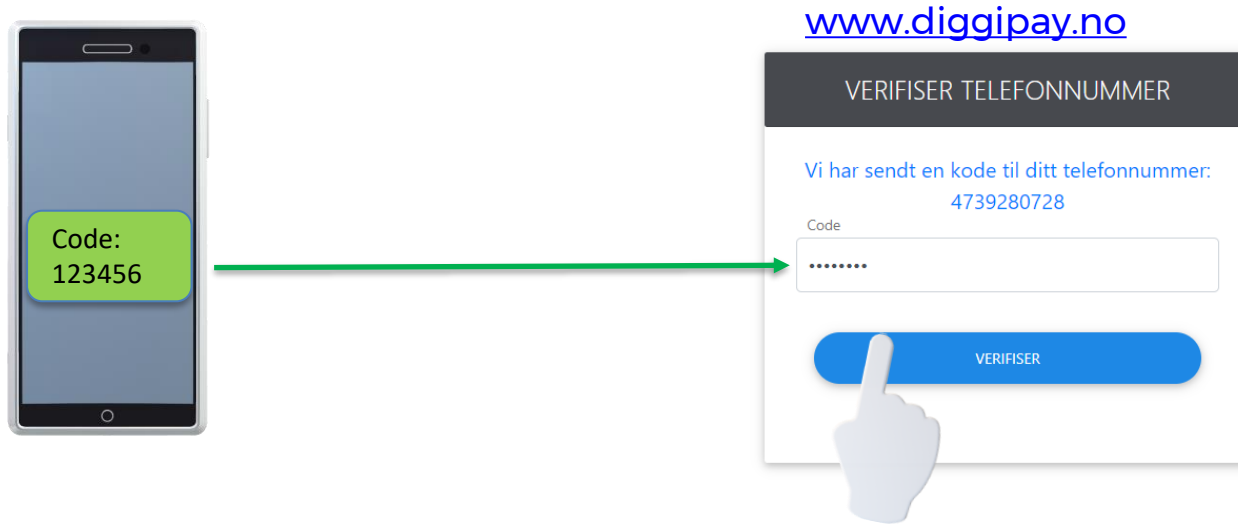 www.diggipay.no
VERIFISER TELEFONNUMMER
Vi har sendt en kode til ditt telefonnummer:
4739280728
Code
••••••••
VERIFISER
Code:
123456